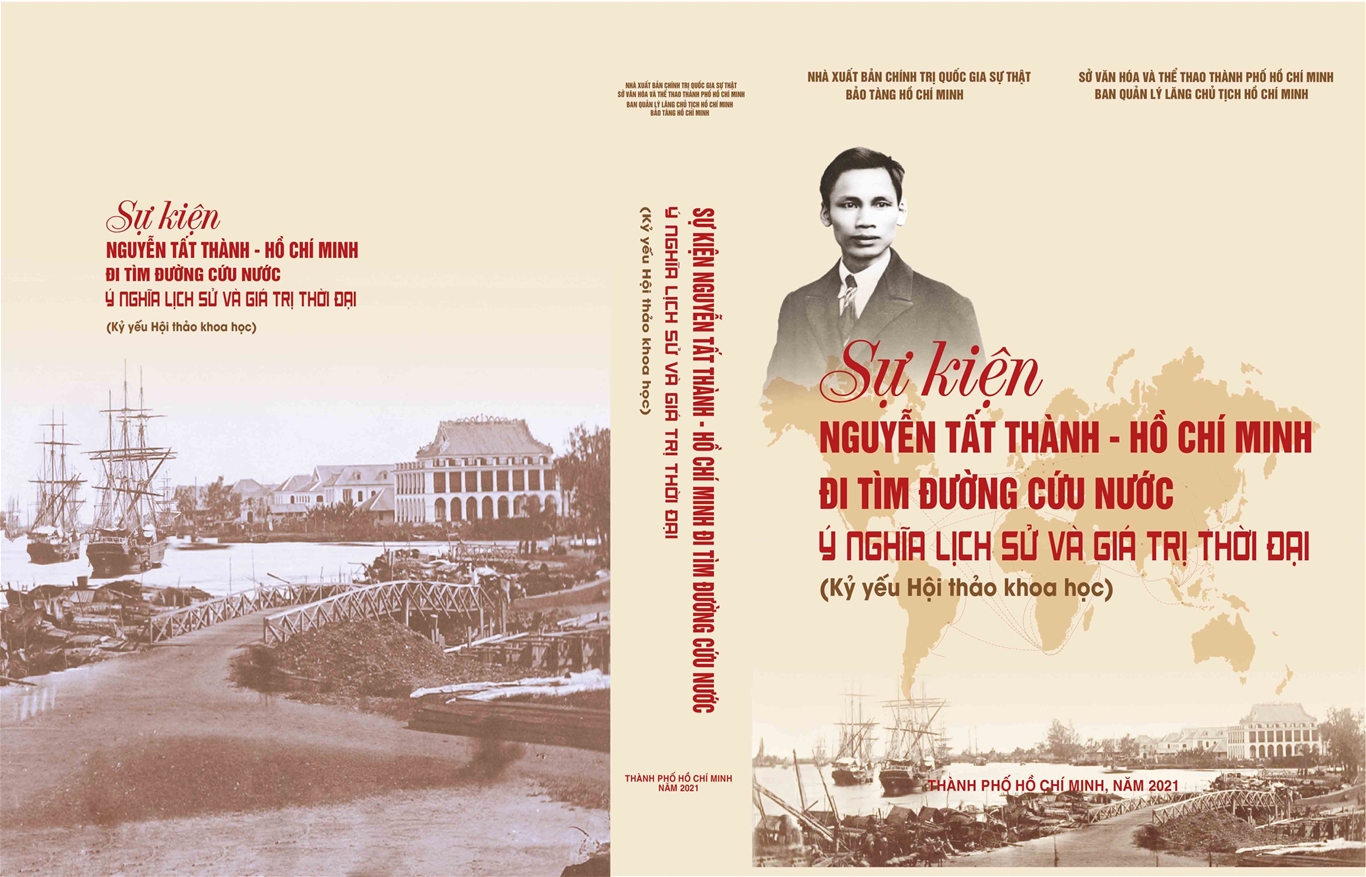 Sự kiện
NGUYỄN TẤT THÀNH - HỒ CHÍ MINH
ĐI TÌM ĐƯỜNG CỨU NƯỚC
Ý NGHĨA LỊCH SỬ VÀ GIÁ TRỊ THỜI ĐẠI
(Kỷ yếu Hội thảo khoa học)
NHÀ XUẤT BẢN CHÍNH TRỊ QUỐC GIA SỰ THẬT
SỞ VĂN HÓA VÀ THỂ THAO THÀNH PHỐ HỒ CHÍ MINH
BAN QUẢN LÝ LĂNG CHỦ TỊCH HỒ CHÍ MINH
BẢO TÀNG HỒ CHÍ MINH
SỰ KIỆN NGUYỄN TẤT THÀNH - HỒ CHÍ MINH ĐI TÌM ĐƯỜNG CỨU NƯỚC
Ý NGHĨA LỊCH SỬ VÀ GIÁ TRỊ THỜI ĐẠI
(Kỷ yếu Hội thảo khoa học)
THÀNH PHỐ HỒ CHÍ MINH
NĂM 2021
NHÀ XUẤT BẢN CHÍNH TRỊ QUỐC GIA SỰ THẬT
BẢO TÀNG HỒ CHÍ MINH
SỞ VĂN HÓA VÀ THỂ THAO THÀNH PHỐ HỒ CHÍ MINH
BAN QUẢN LÝ LĂNG CHỦ TỊCH HỒ CHÍ MINH
Sự kiện
NGUYỄN TẤT THÀNH - HỒ CHÍ MINH
ĐI TÌM ĐƯỜNG CỨU NƯỚC
Ý NGHĨA LỊCH SỬ VÀ GIÁ TRỊ THỜI ĐẠI
(Kỷ yếu Hội thảo khoa học)
THÀNH PHỐ HỒ CHÍ MINH, NĂM 2021